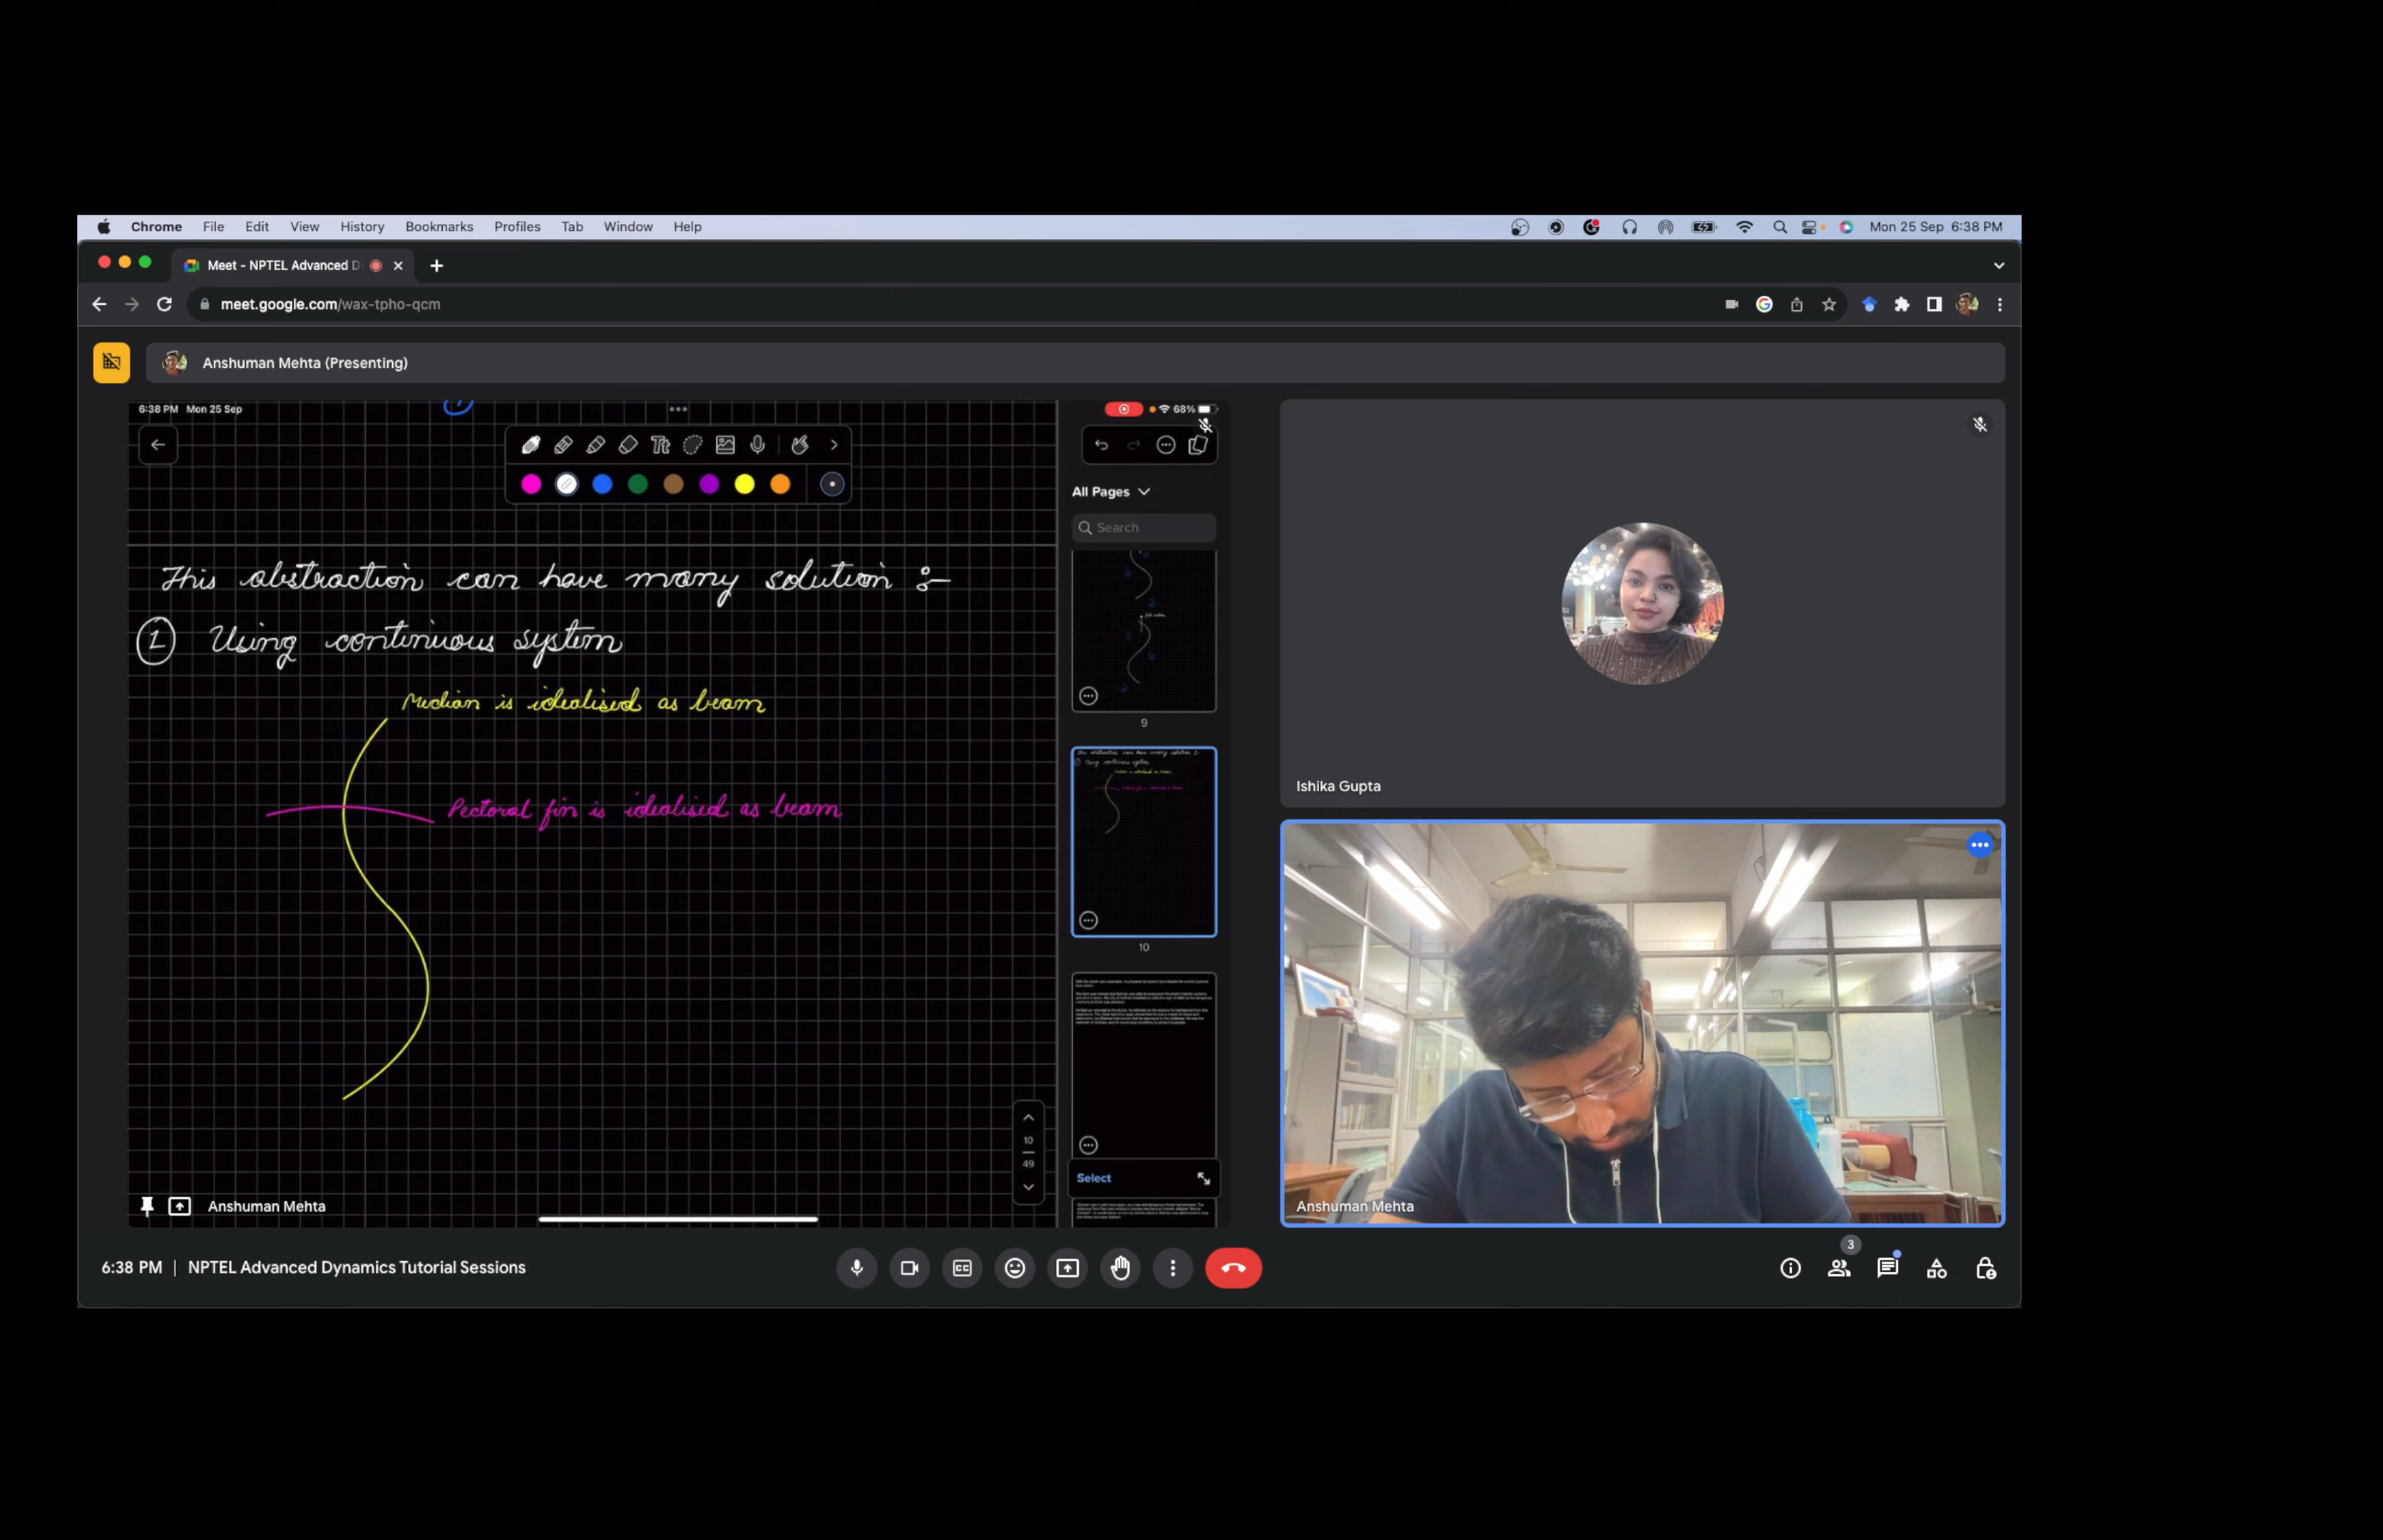 Chrome File Edit View History Bookmarks Profiles Tab Window Help Mon 25 Sep 6:38 PM
Meet - NPTEL Advanced D
meet.google.com/wax-tpho-qcm
Anshuman Mehta (Presenting)
6:38 PM Mon 25 Sep
68%
All Pages
Search
This abstraction can have many solution :-
1 Using continuous system
Median is idealised as beam
Pectoral fin is idealised as beam
9
10
10
49
Select
Anshuman Mehta
Ishika Gupta
Anshuman Mehta
6:38 PM | NPTEL Advanced Dynamics Tutorial Sessions
3